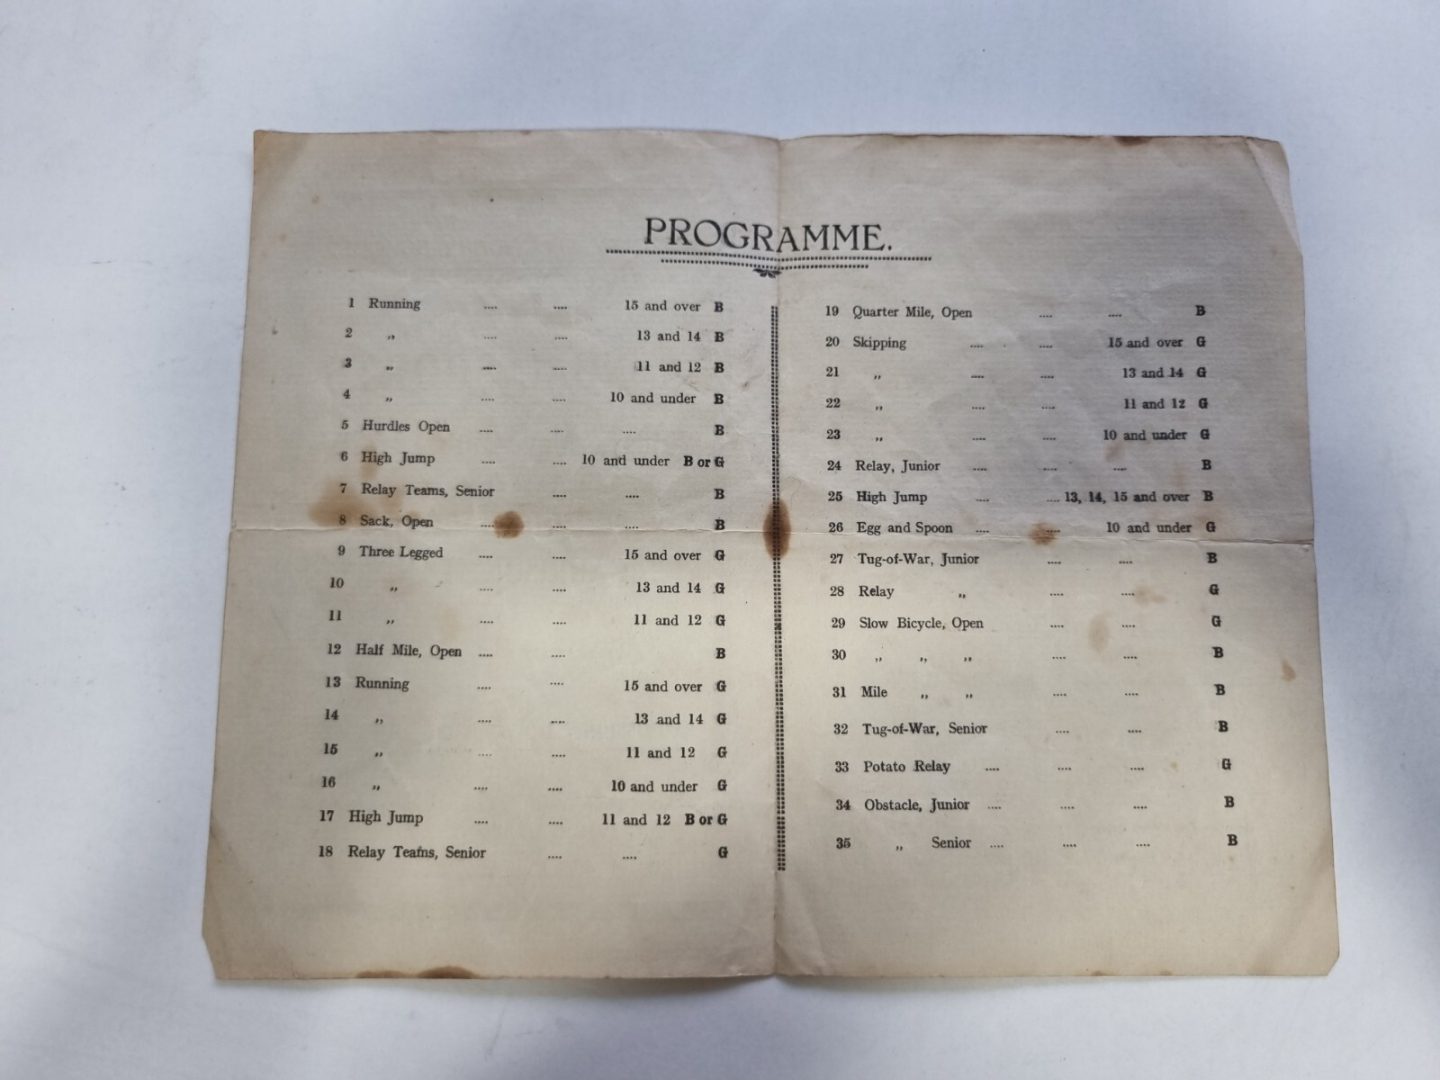 PROGRAMME.
1 Running .... .... 15 and over B
2 „ .... .... 13 and 14 B
3 „ .... .... 11 and 12 B
4 „ .... .... 10 and under B
5 Hurdles Open .... .... .... B
6 High Jump .... .... 10 and under B or G
7 Relay Teams, Senior .... .... B
8 Sack, Open .... .... .... B
9 Three Legged .... .... 15 and over G
10 „ .... .... 13 and 14 G
11 „ .... .... 11 and 12 G
12 Half Mile, Open .... .... B
13 Running .... .... 15 and over G
14 „ .... .... 13 and 14 G
15 „ .... .... 11 and 12 G
16 „ .... .... 10 and under G
17 High Jump .... .... 11 and 12 B or G
18 Relay Teams, Senior .... .... G
19 Quarter Mile, Open .... .... B
20 Skipping .... .... 15 and over G
21 „ .... .... 13 and 14 G
22 „ .... .... 11 and 12 G
23 „ .... .... 10 and under G
24 Relay, Junior .... .... .... B
25 High Jump .... .... 13, 14, 15 and over B
26 Egg and Spoon .... .... 10 and under G
27 Tug-of-War, Junior .... .... B
28 Relay „ .... .... G
29 Slow Bicycle, Open .... .... G
30 „ „ „ .... .... B
31 Mile „ „ .... .... B
32 Tug-of-War, Senior .... .... B
33 Potato Relay .... .... .... G
34 Obstacle, Junior .... .... .... B
35 „ Senior .... .... .... B